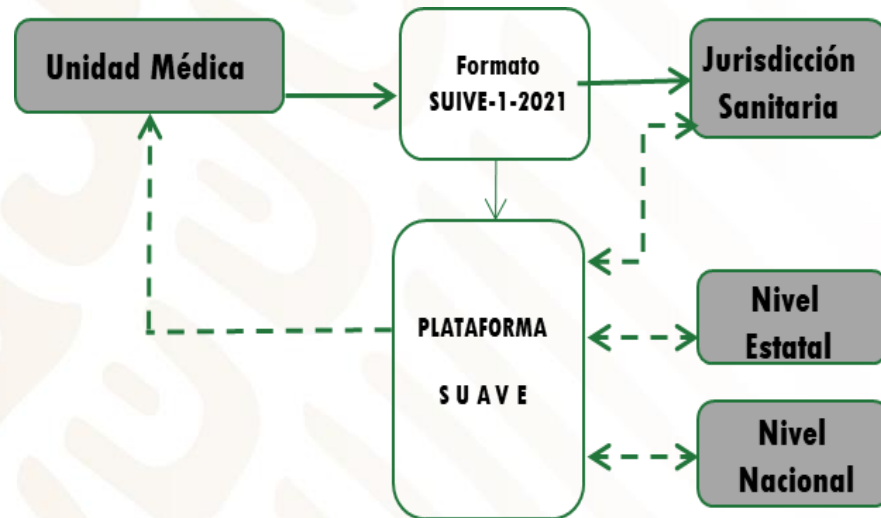 Unidad Médica
Formato
SUIVE-1-2021
Jurisdicción
Sanitaria
PLATAFORMA
S U A V E
Nivel
Estatal
Nivel
Nacional